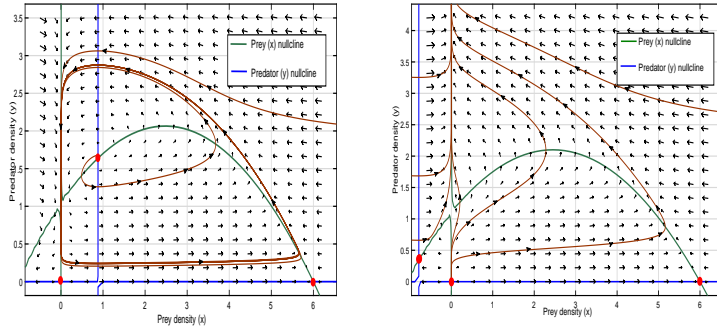 3.5
3
2.5
2
1.5
1
0.5
0
0 1 2 3 4 5 6
Predator density (y)
Prey density (x)
Prey (x) nullcline
Predator (y) nullcline
4
3.5
3
2.5
2
1.5
1
0.5
0
0 1 2 3 4 5 6
Predator density (y)
Prey density (x)
Prey (x) nullcline
Predator (y) nullcline